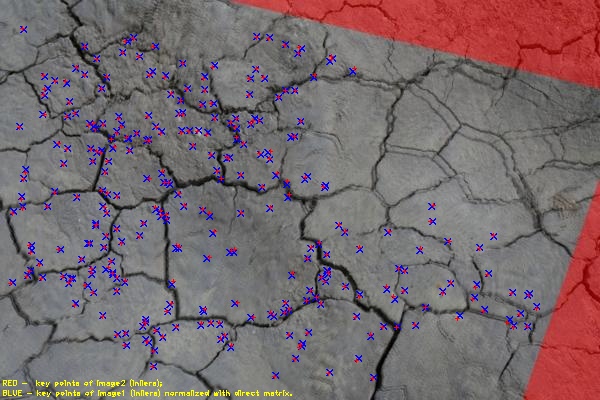 RED - key points of image2 (inliers);
BLUE - key points of image1 (inliers) normalized with direct matrix.